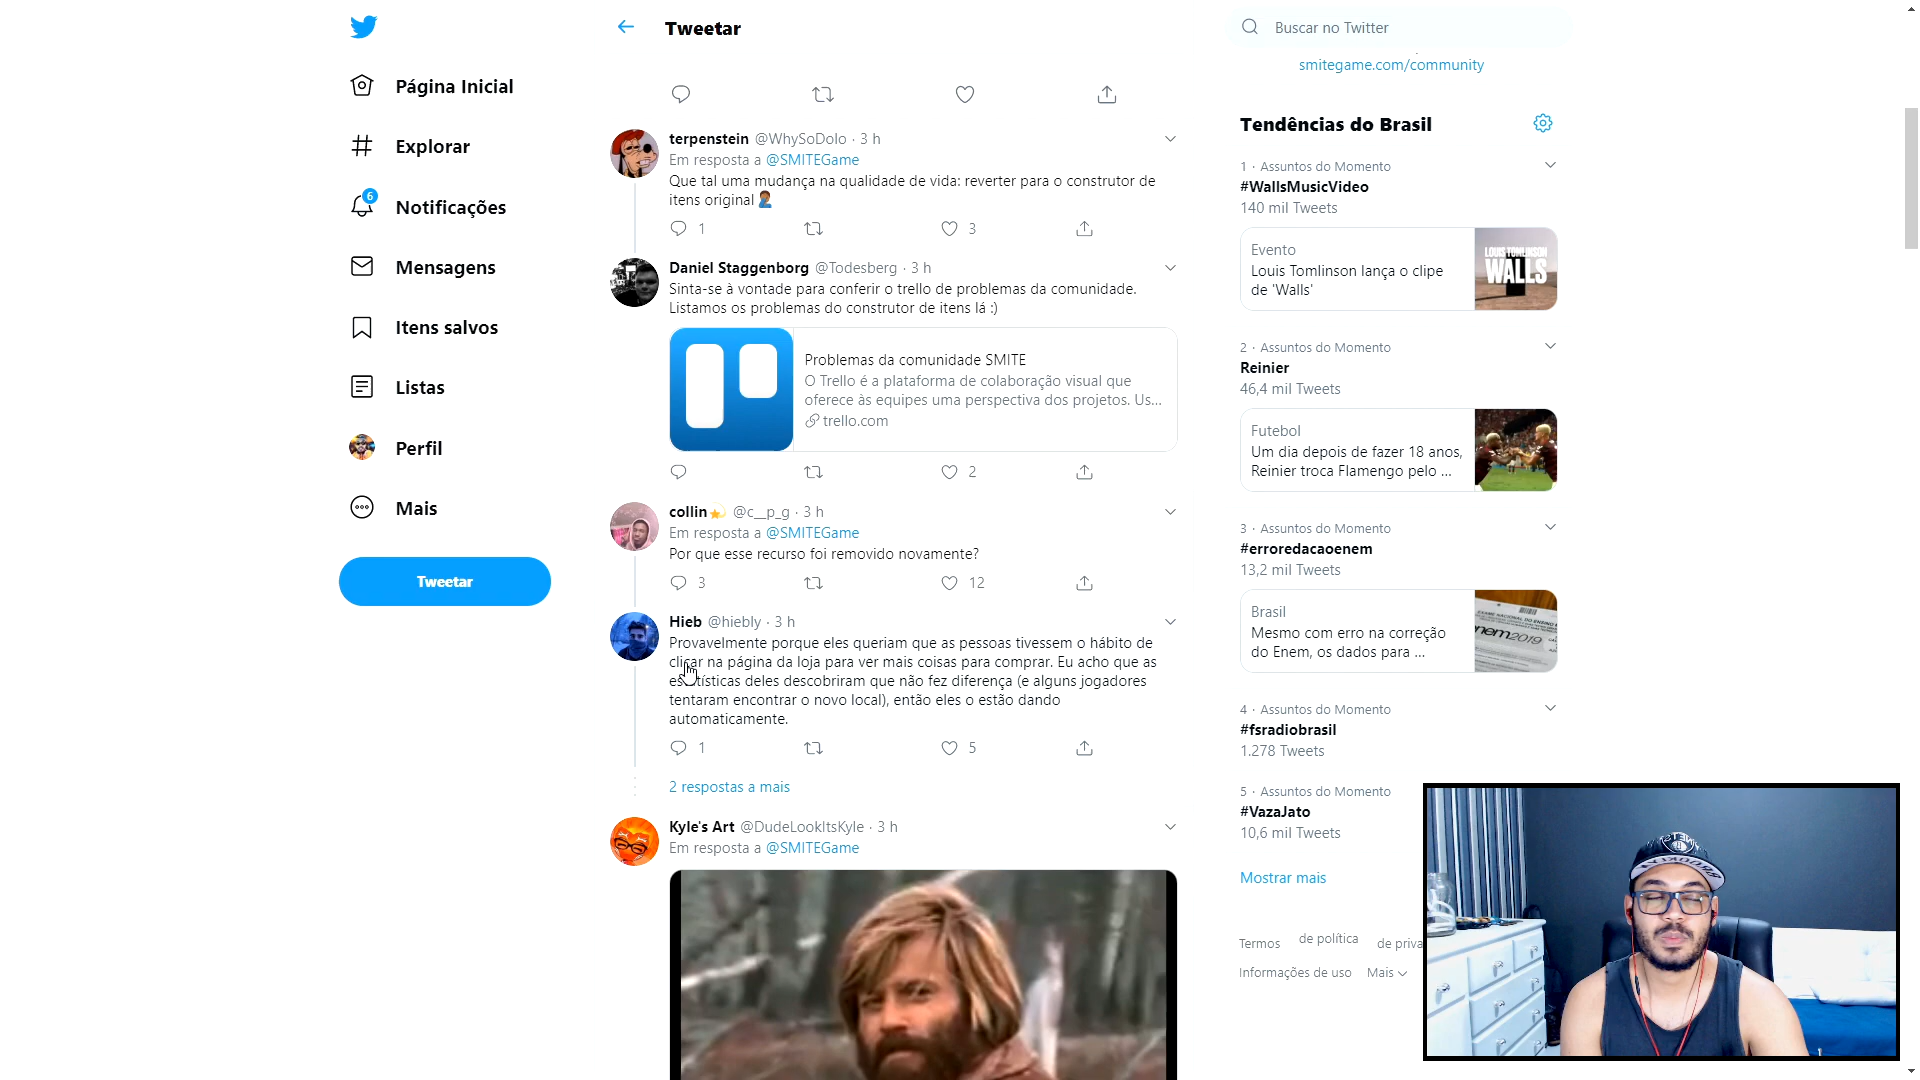 Tweetar
Buscar no Twitter
smitegame.com/community
Página Inicial
Explorar
6
Notificações
Mensagens
Itens salvos
Listas
Perfil
Mais
Tweetar
terpenstein @WhySoDolo · 3 h
Em resposta a @SMITEGame
Que tal uma mudança na qualidade de vida: reverter para o construtor de
itens original
1 3
Daniel Staggenborg @Todesberg · 3 h
Sinta-se à vontade para conferir o trello de problemas da comunidade.
Listamos os problemas do construtor de itens lá :)
Problemas da comunidade SMITE
O Trello é a plataforma de colaboração visual que
oferece às equipes uma perspectiva dos projetos. Us...
trello.com
2
collin @c__p_g · 3 h
Em resposta a @SMITEGame
Por que esse recurso foi removido novamente?
3 12
Hieb @hiebly · 3 h
Provavelmente porque eles queriam que as pessoas tivessem o hábito de
clicar na página da loja para ver mais coisas para comprar. Eu acho que as
estatísticas deles descobriram que não fez diferença (e alguns jogadores
tentaram encontrar o novo local), então eles o estão dando
automaticamente.
1 5
2 respostas a mais
Kyle's Art @DudeLookItsKyle · 3 h
Em resposta a @SMITEGame
Tendências do Brasil
1 · Assuntos do Momento
#WallsMusicVideo
140 mil Tweets
Evento
Louis Tomlinson lança o clipe
de 'Walls'
LOUIS TOMLINSON
WALLS
2 · Assuntos do Momento
Reinier
46,4 mil Tweets
Futebol
Um dia depois de fazer 18 anos,
Reinier troca Flamengo pelo ...
3 · Assuntos do Momento
#erroredacaoenem
13,2 mil Tweets
Brasil
Mesmo com erro na correção
do Enem, os dados para ...
enem2019
4 · Assuntos do Momento
#fsradiobrasil
1.278 Tweets
5 · Assuntos do Momento
#VazaJato
10,6 mil Tweets
Mostrar mais
Termos de política de priva
Informações de uso Mais